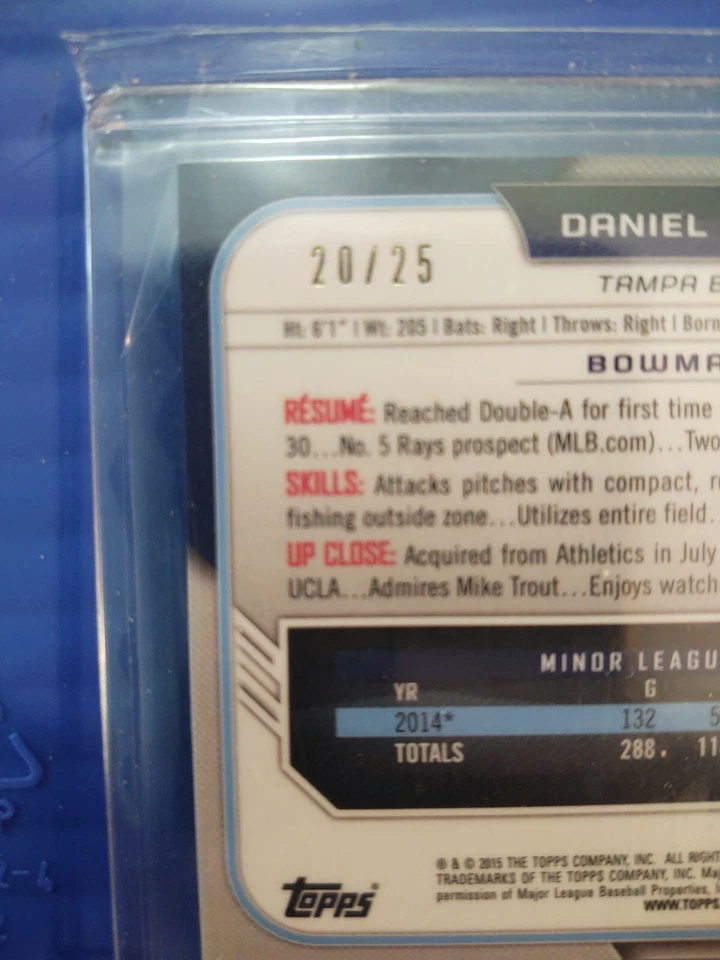 20/25
DANIEL
TAMPA B
Ht: 6'1" | Wt: 205 | Bats: Right | Throws: Right | Born
BOWMA
RÉSUMÉ: Reached Double-A for first time
30...No. 5 Rays prospect (MLB.com)...Two
SKILLS: Attacks pitches with compact, r
fishing outside zone...Utilizes entire field.
UP CLOSE: Acquired from Athletics in July
UCLA...Admires Mike Trout...Enjoys watch
MINOR LEAGU
YR G
2014* 132 5
TOTALS 288 11
® & © 2015 THE TOPPS COMPANY, INC. ALL RIGHT
TRADEMARKS OF THE TOPPS COMPANY, INC. Maj
permission of Major League Baseball Properties, I
WWW.TOPPS
topps®